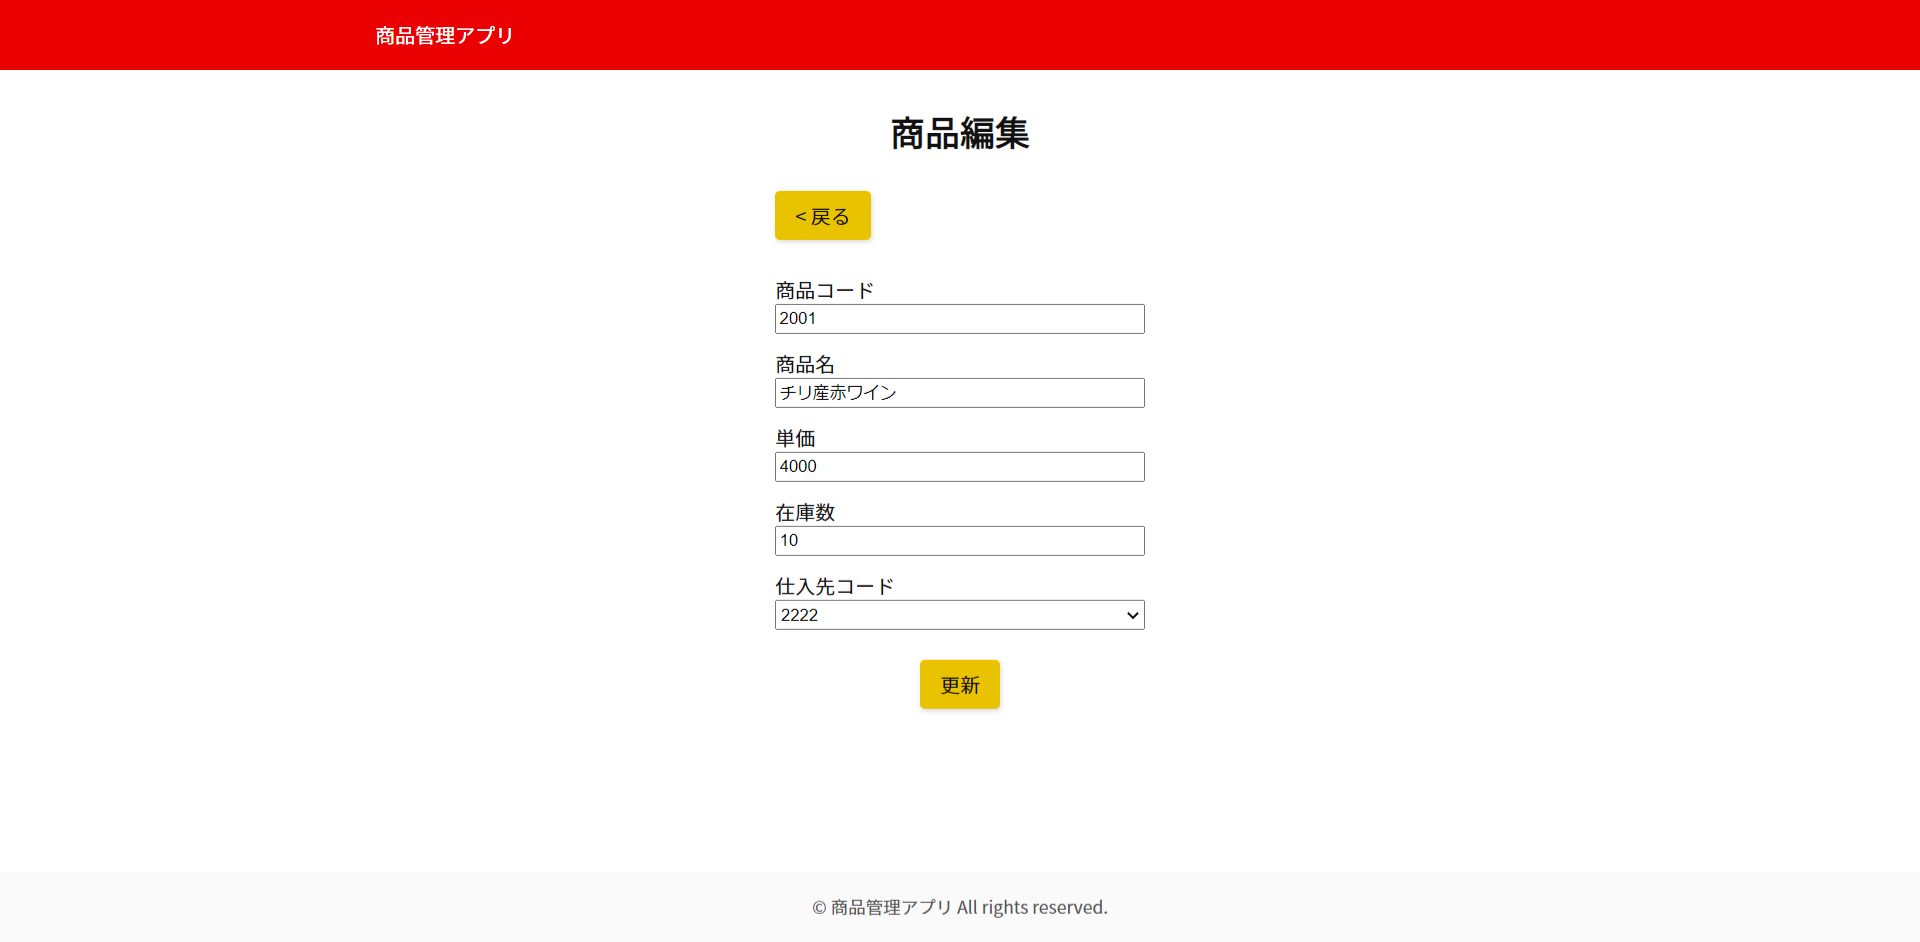 商品管理アプリ
商品編集
< 戻る
商品コード
2001
商品名
チリ産赤ワイン
単価
4000
在庫数
10
仕入先コード
2222
更新
© 商品管理アプリ All rights reserved.